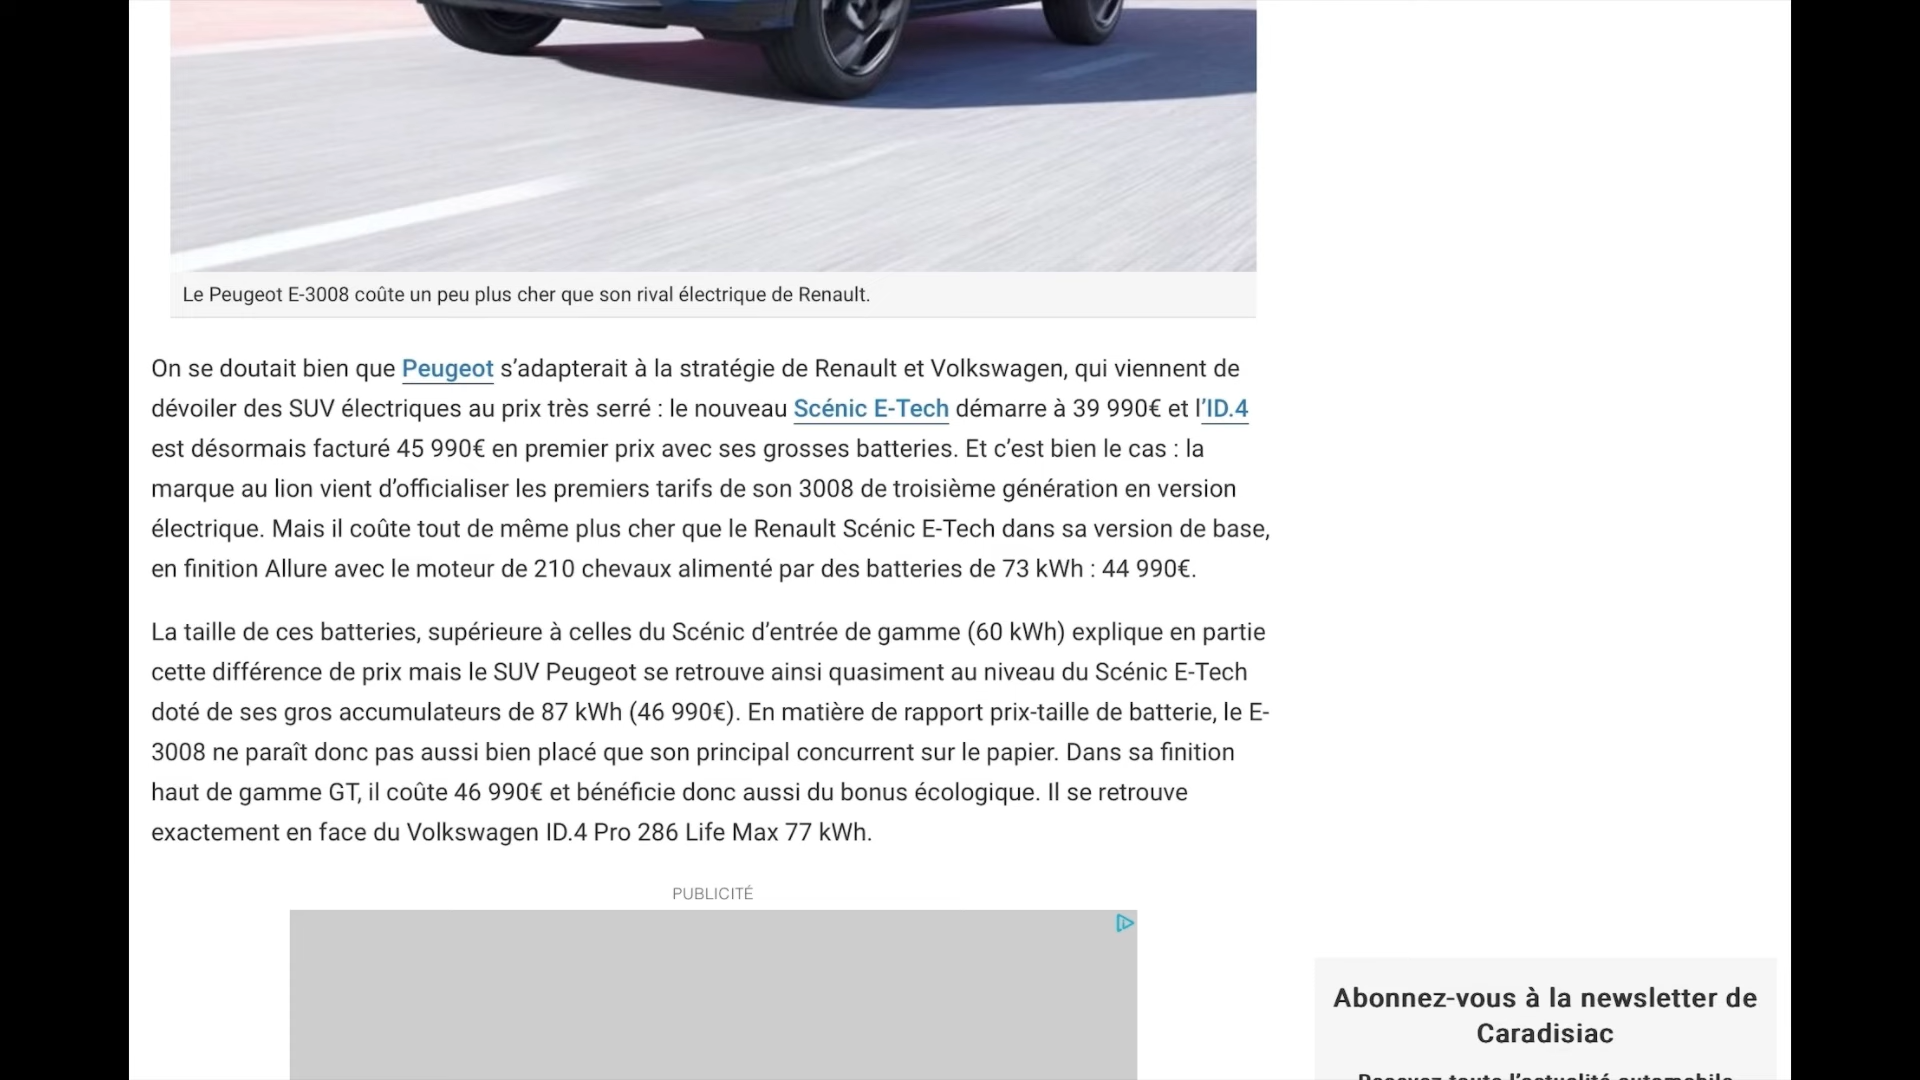 Le Peugeot E-3008 coûte un peu plus cher que son rival électrique de Renault.
On se doutait bien que Peugeot s’adapterait à la stratégie de Renault et Volkswagen, qui viennent de
dévoiler des SUV électriques au prix très serré : le nouveau Scénic E-Tech démarre à 39 990€ et l’ID.4
est désormais facturé 45 990€ en premier prix avec ses grosses batteries. Et c’est bien le cas : la
marque au lion vient d’officialiser les premiers tarifs de son 3008 de troisième génération en version
électrique. Mais il coûte tout de même plus cher que le Renault Scénic E-Tech dans sa version de base,
en finition Allure avec le moteur de 210 chevaux alimenté par des batteries de 73 kWh : 44 990€.
La taille de ces batteries, supérieure à celles du Scénic d’entrée de gamme (60 kWh) explique en partie
cette différence de prix mais le SUV Peugeot se retrouve ainsi quasiment au niveau du Scénic E-Tech
doté de ses gros accumulateurs de 87 kWh (46 990€). En matière de rapport prix-taille de batterie, le E-
3008 ne paraît donc pas aussi bien placé que son principal concurrent sur le papier. Dans sa finition
haut de gamme GT, il coûte 46 990€ et bénéficie donc aussi du bonus écologique. Il se retrouve
exactement en face du Volkswagen ID.4 Pro 286 Life Max 77 kWh.
PUBLICITÉ
Abonnez-vous à la newsletter de
Caradisiac
Recevez toute l’actualité automobile